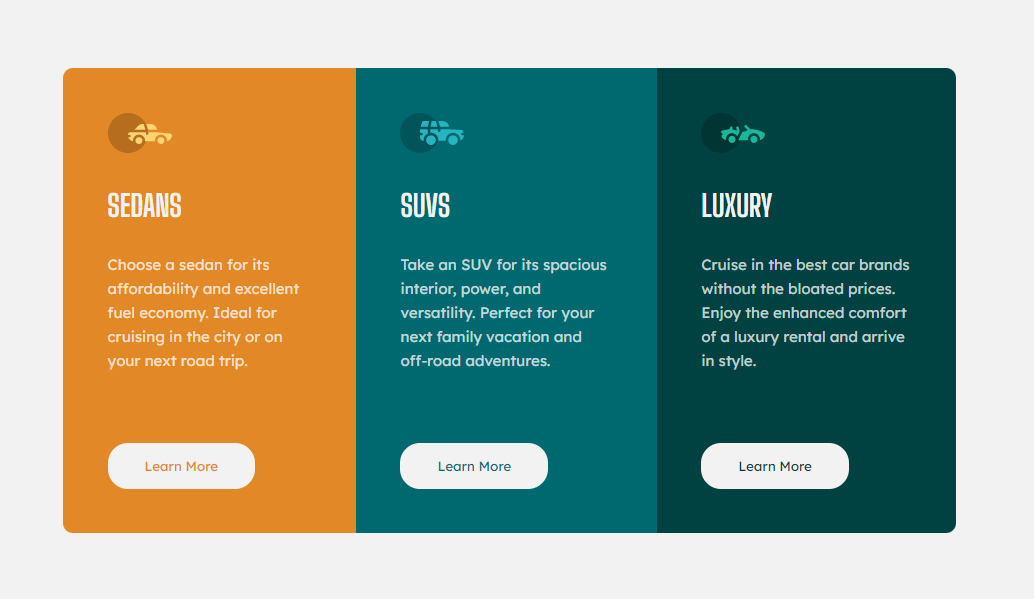 SEDANS
Choose a sedan for its
affordability and excellent
fuel economy. Ideal for
cruising in the city or on
your next road trip.
Learn More
SUVS
Take an SUV for its spacious
interior, power, and
versatility. Perfect for your
next family vacation and
off-road adventures.
Learn More
LUXURY
Cruise in the best car brands
without the bloated prices.
Enjoy the enhanced comfort
of a luxury rental and arrive
in style.
Learn More